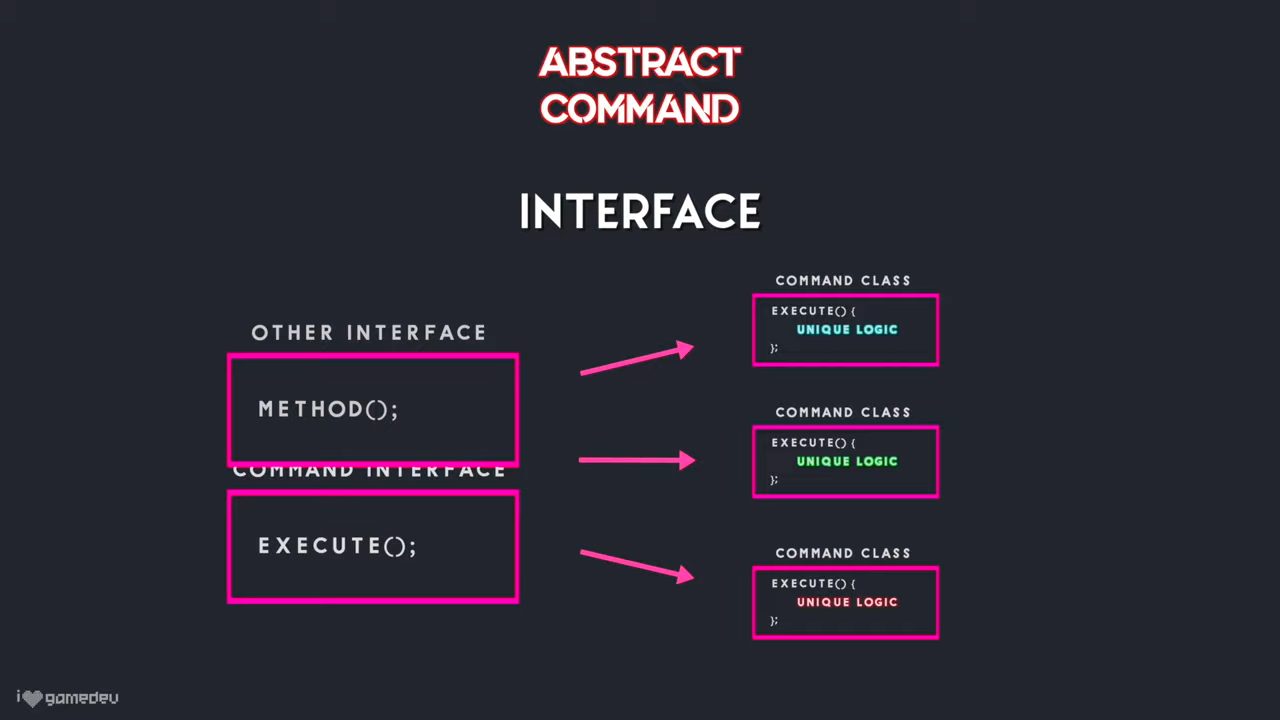 ABSTRACT
COMMAND
INTERFACE
OTHER INTERFACE
METHOD();
COMMAND INTERFACE
EXECUTE();
COMMAND CLASS
EXECUTE() {
UNIQUE LOGIC
};
COMMAND CLASS
EXECUTE() {
UNIQUE LOGIC
};
COMMAND CLASS
EXECUTE() {
UNIQUE LOGIC
};
i gamedev